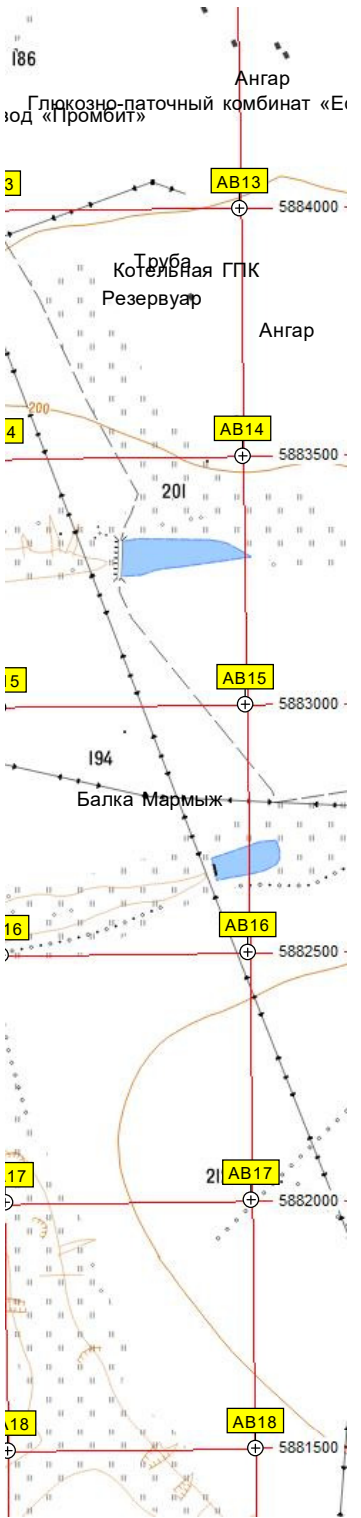 186
Ангар
Глюкозно-паточный комбинат
вод «Промбит»
3 AB13
5884000
Труба
Котельная ГПК
Резервуар
Ангар
200
4 AB14
5883500
201
15 AB15
5883000
194
Балка Мармыж
16 AB16
5882500
17 AB17
5882000
18 AB18
5881500